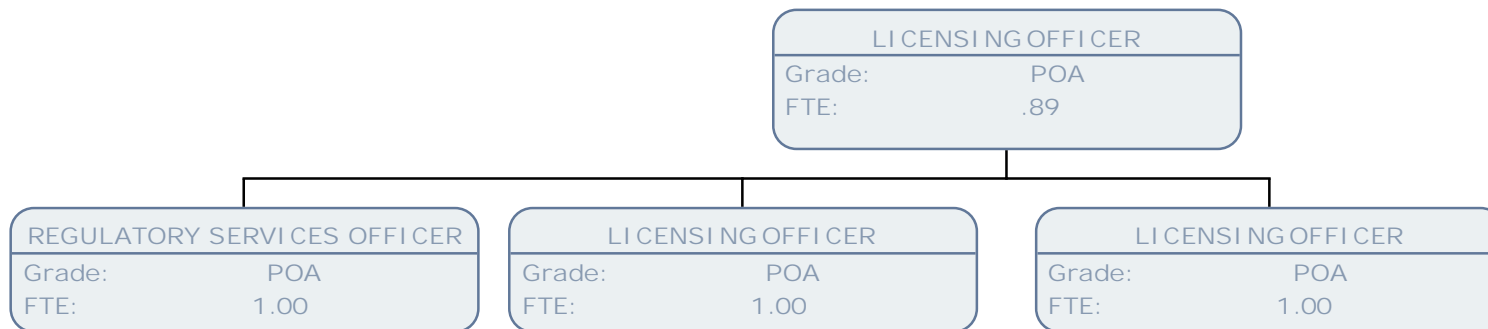 LICENSING OFFICER
Grade: POA
FTE: .89
REGULATORY SERVICES OFFICER
Grade: POA
FTE: 1.00
LICENSING OFFICER
Grade: POA
FTE: 1.00
LICENSING OFFICER
Grade: POA
FTE: 1.00